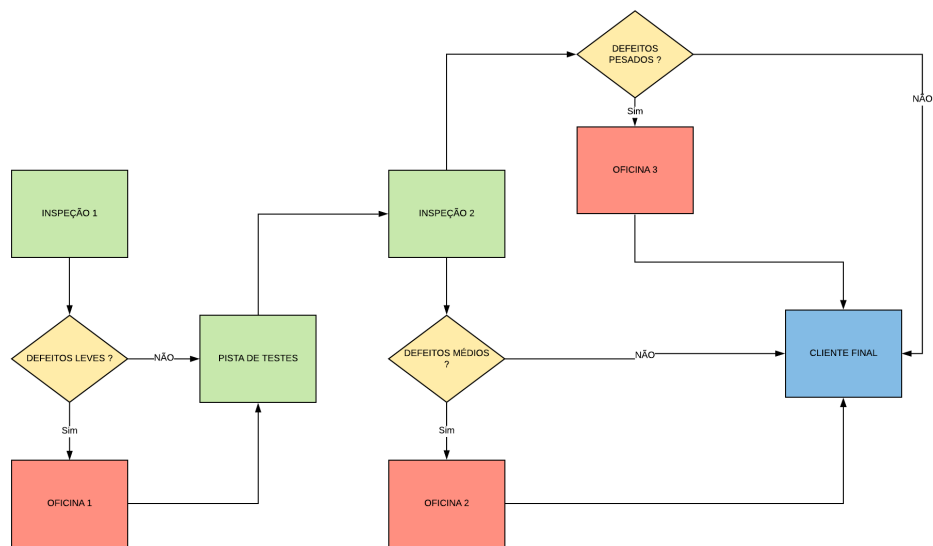 DEFEITOS
PESADOS ?
NÃO
Sim
OFICINA 3
INSPEÇÃO 1
INSPEÇÃO 2
DEFEITOS LEVES ?
NÃO
PISTA DE TESTES
DEFEITOS MÉDIOS
?
NÃO
CLIENTE FINAL
Sim
Sim
OFICINA 1
OFICINA 2